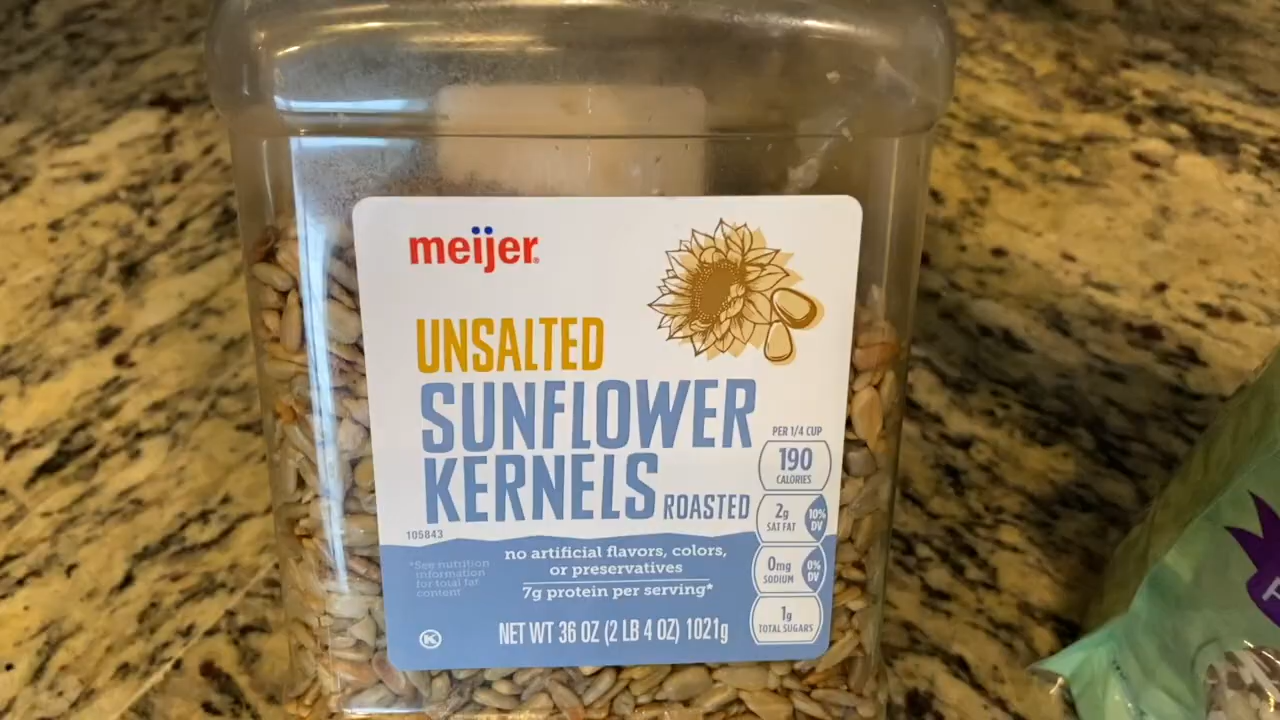 meijer
UNSALTED
SUNFLOWER
KERNELS ROASTED
PER 1/4 CUP
190
CALORIES
2g
SAT FAT
10%
DV
0mg
SODIUM
0%
DV
1g
TOTAL SUGARS
105843
*See nutrition
information
for total fat
content
no artificial flavors, colors,
or preservatives
7g protein per serving*
K
NET WT 36 OZ (2 LB 4 OZ) 1021g